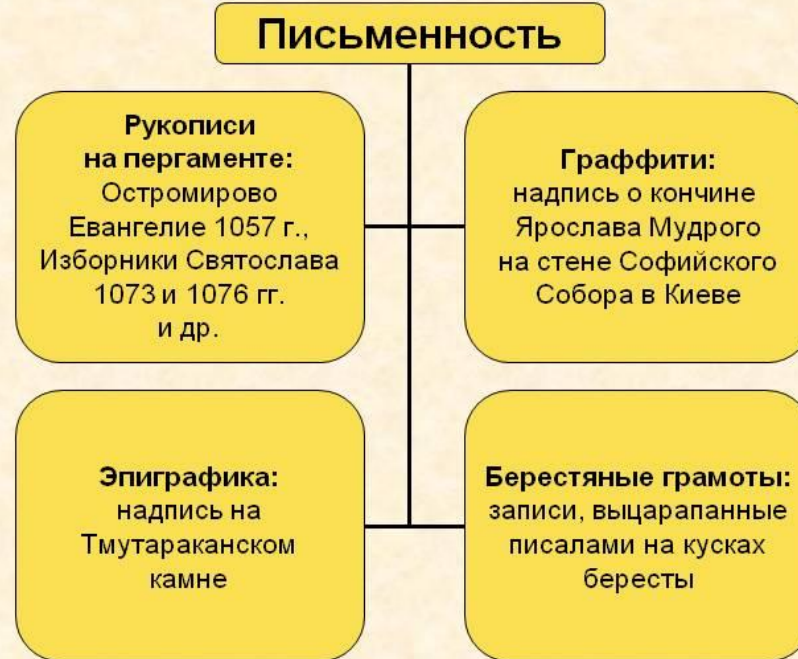 Письменность
Рукописи
на пергаменте:
Остромирово
Евангелие 1057 г.,
Изборники Святослава
1073 и 1076 гг.
и др.
Граффити:
надпись о кончине
Ярослава Мудрого
на стене Софийского
Собора в Киеве
Эпиграфика:
надпись на
Тмутараканском
камне
Берестяные грамоты:
записи, выцарапанные
писалами на кусках
бересты